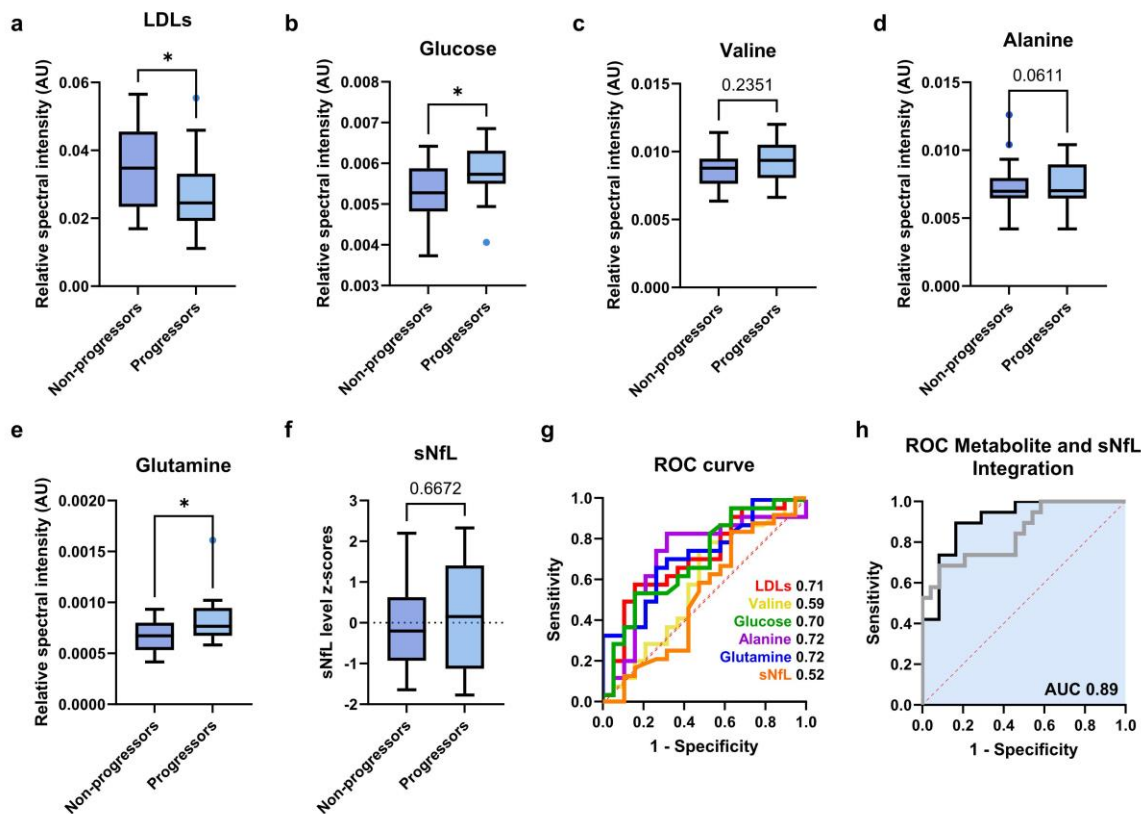 a
LDLs
*
Relative spectral intensity (AU)
0.06
0.04
0.02
0.00
Non-progressors
Progressors
b
Glucose
*
Relative spectral intensity (AU)
0.008
0.007
0.006
0.005
0.004
0.003
Non-progressors
Progressors
c
Valine
0.2351
Relative spectral intensity (AU)
0.015
0.010
0.005
0.000
Non-progressors
Progressors
d
Alanine
0.0611
Relative spectral intensity (AU)
0.015
0.010
0.005
0.000
Non-progressors
Progressors
e
Glutamine
*
Relative spectral intensity (AU)
0.0020
0.0015
0.0010
0.0005
0.0000
Non-progressors
Progressors
f
sNfL
0.6672
sNfL level z-scores
3
2
1
0
-1
-2
Non-progressors
Progressors
g
ROC curve
Sensitivity
1.0
0.8
0.6
0.4
0.2
0.0
LDLs 0.71
Valine 0.59
Glucose 0.70
Alanine 0.72
Glutamine 0.72
sNfL 0.52
0.0 0.2 0.4 0.6 0.8 1.0
1 - Specificity
h
ROC Metabolite and sNfL
Integration
Sensitivity
1.0
0.8
0.6
0.4
0.2
0.0
AUC 0.89
0.0 0.2 0.4 0.6 0.8 1.0
1 - Specificity